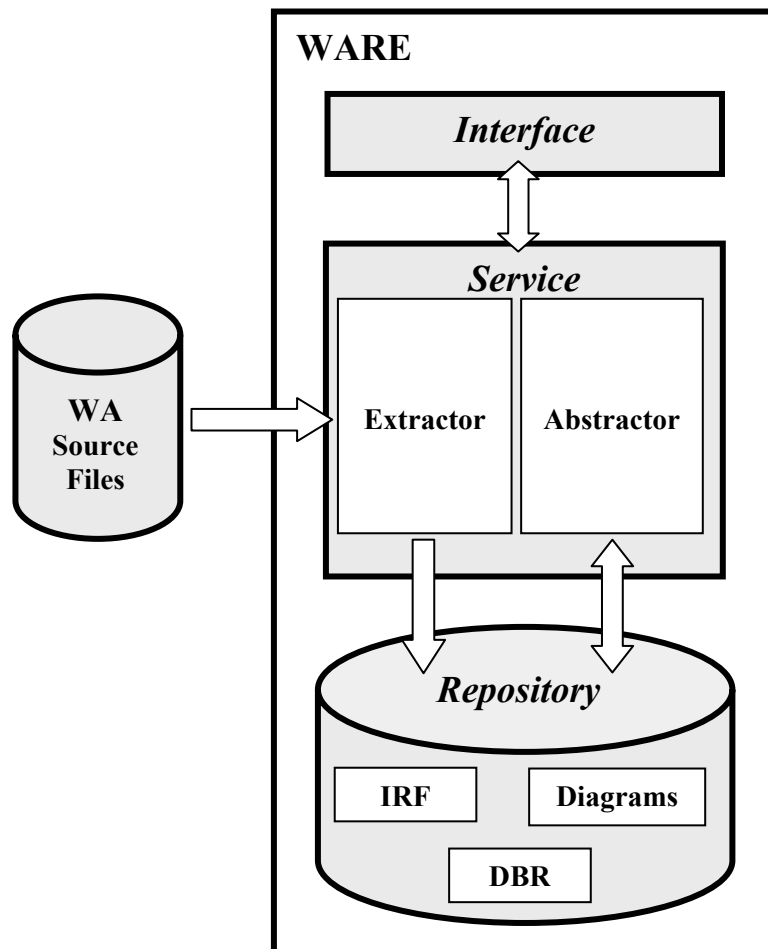 WARE
Interface
Service
WA
Source
Files
Extractor
Abstractor
Repository
IRF
Diagrams
DBR